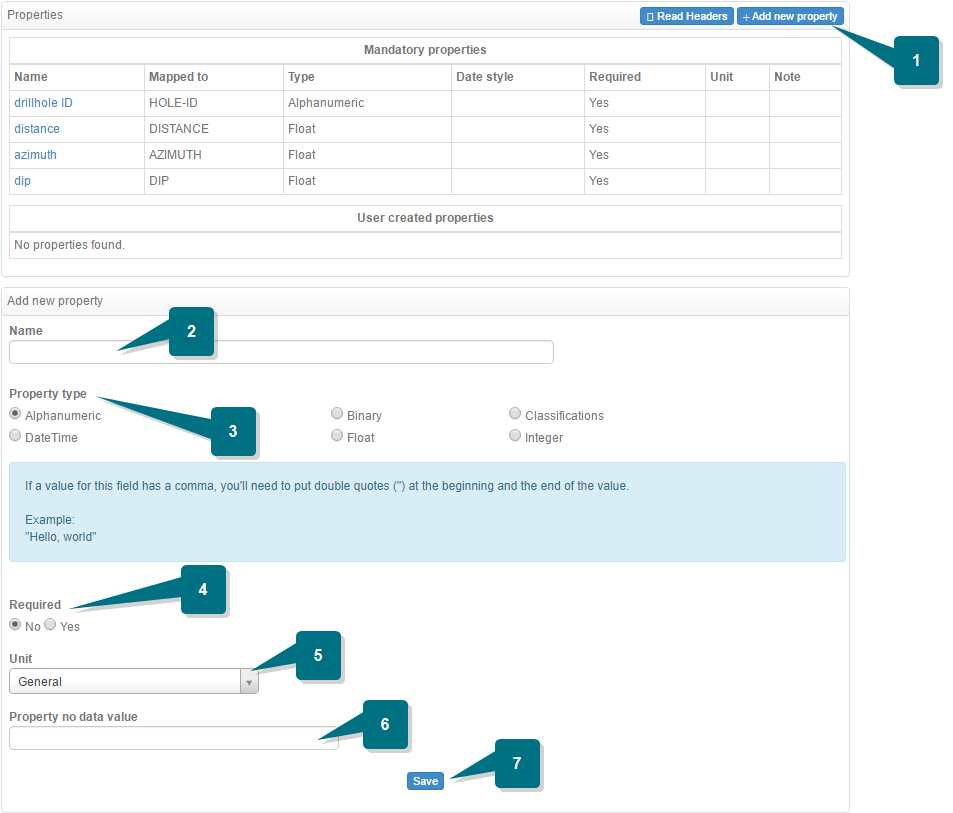 Properties
Read Headers
+ Add new property
1
Mandatory properties
Name Mapped to Type Date style Required Unit Note
drillhole ID HOLE-ID Alphanumeric Yes
distance DISTANCE Float Yes
azimuth AZIMUTH Float Yes
dip DIP Float Yes
User created properties
No properties found.
Add new property
Name
2
Property type
Alphanumeric Binary Classifications
3
DateTime Float Integer
If a value for this field has a comma, you'll need to put double quotes (") at the beginning and the end of the value.
Example:
"Hello, world"
4
Required
No Yes
5
Unit
General
6
Property no data value
7
Save